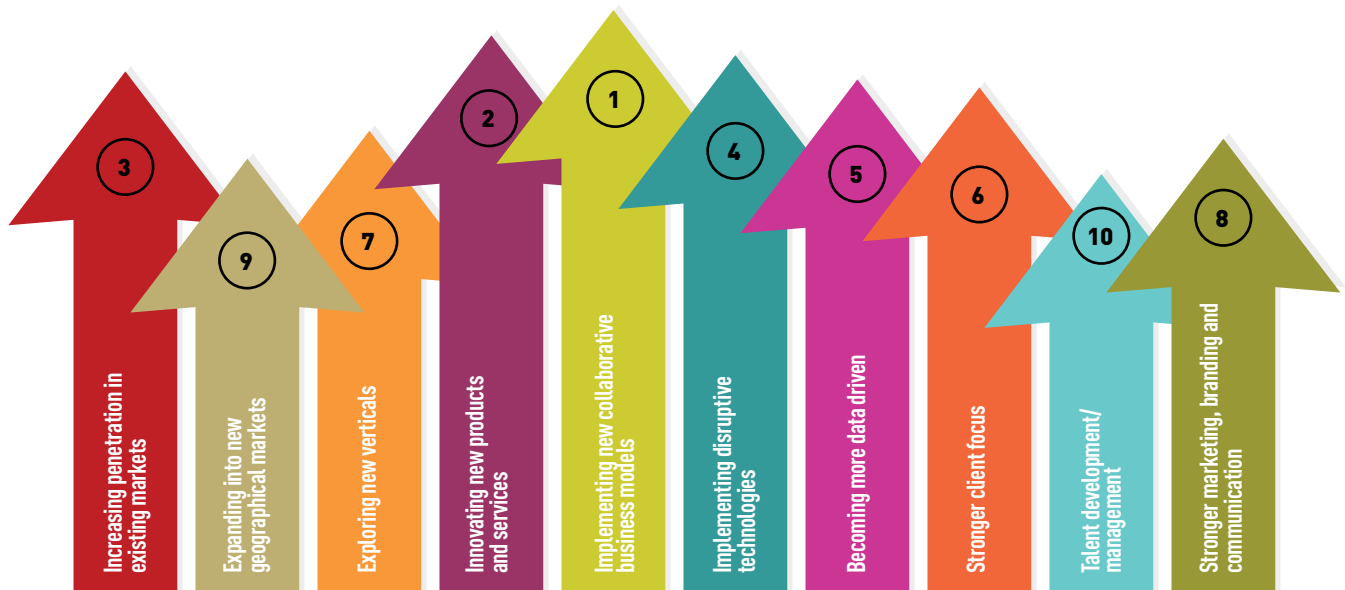 3
Increasing penetration in
existing markets
9
Expanding into new
geographical markets
7
Exploring new verticals
2
Innovating new products
and services
1
Implementing new collaborative
business models
4
Implementing disruptive
technologies
5
Becoming more data driven
6
Stronger client focus
10
Talent development/
management
8
Stronger marketing, branding and
communication